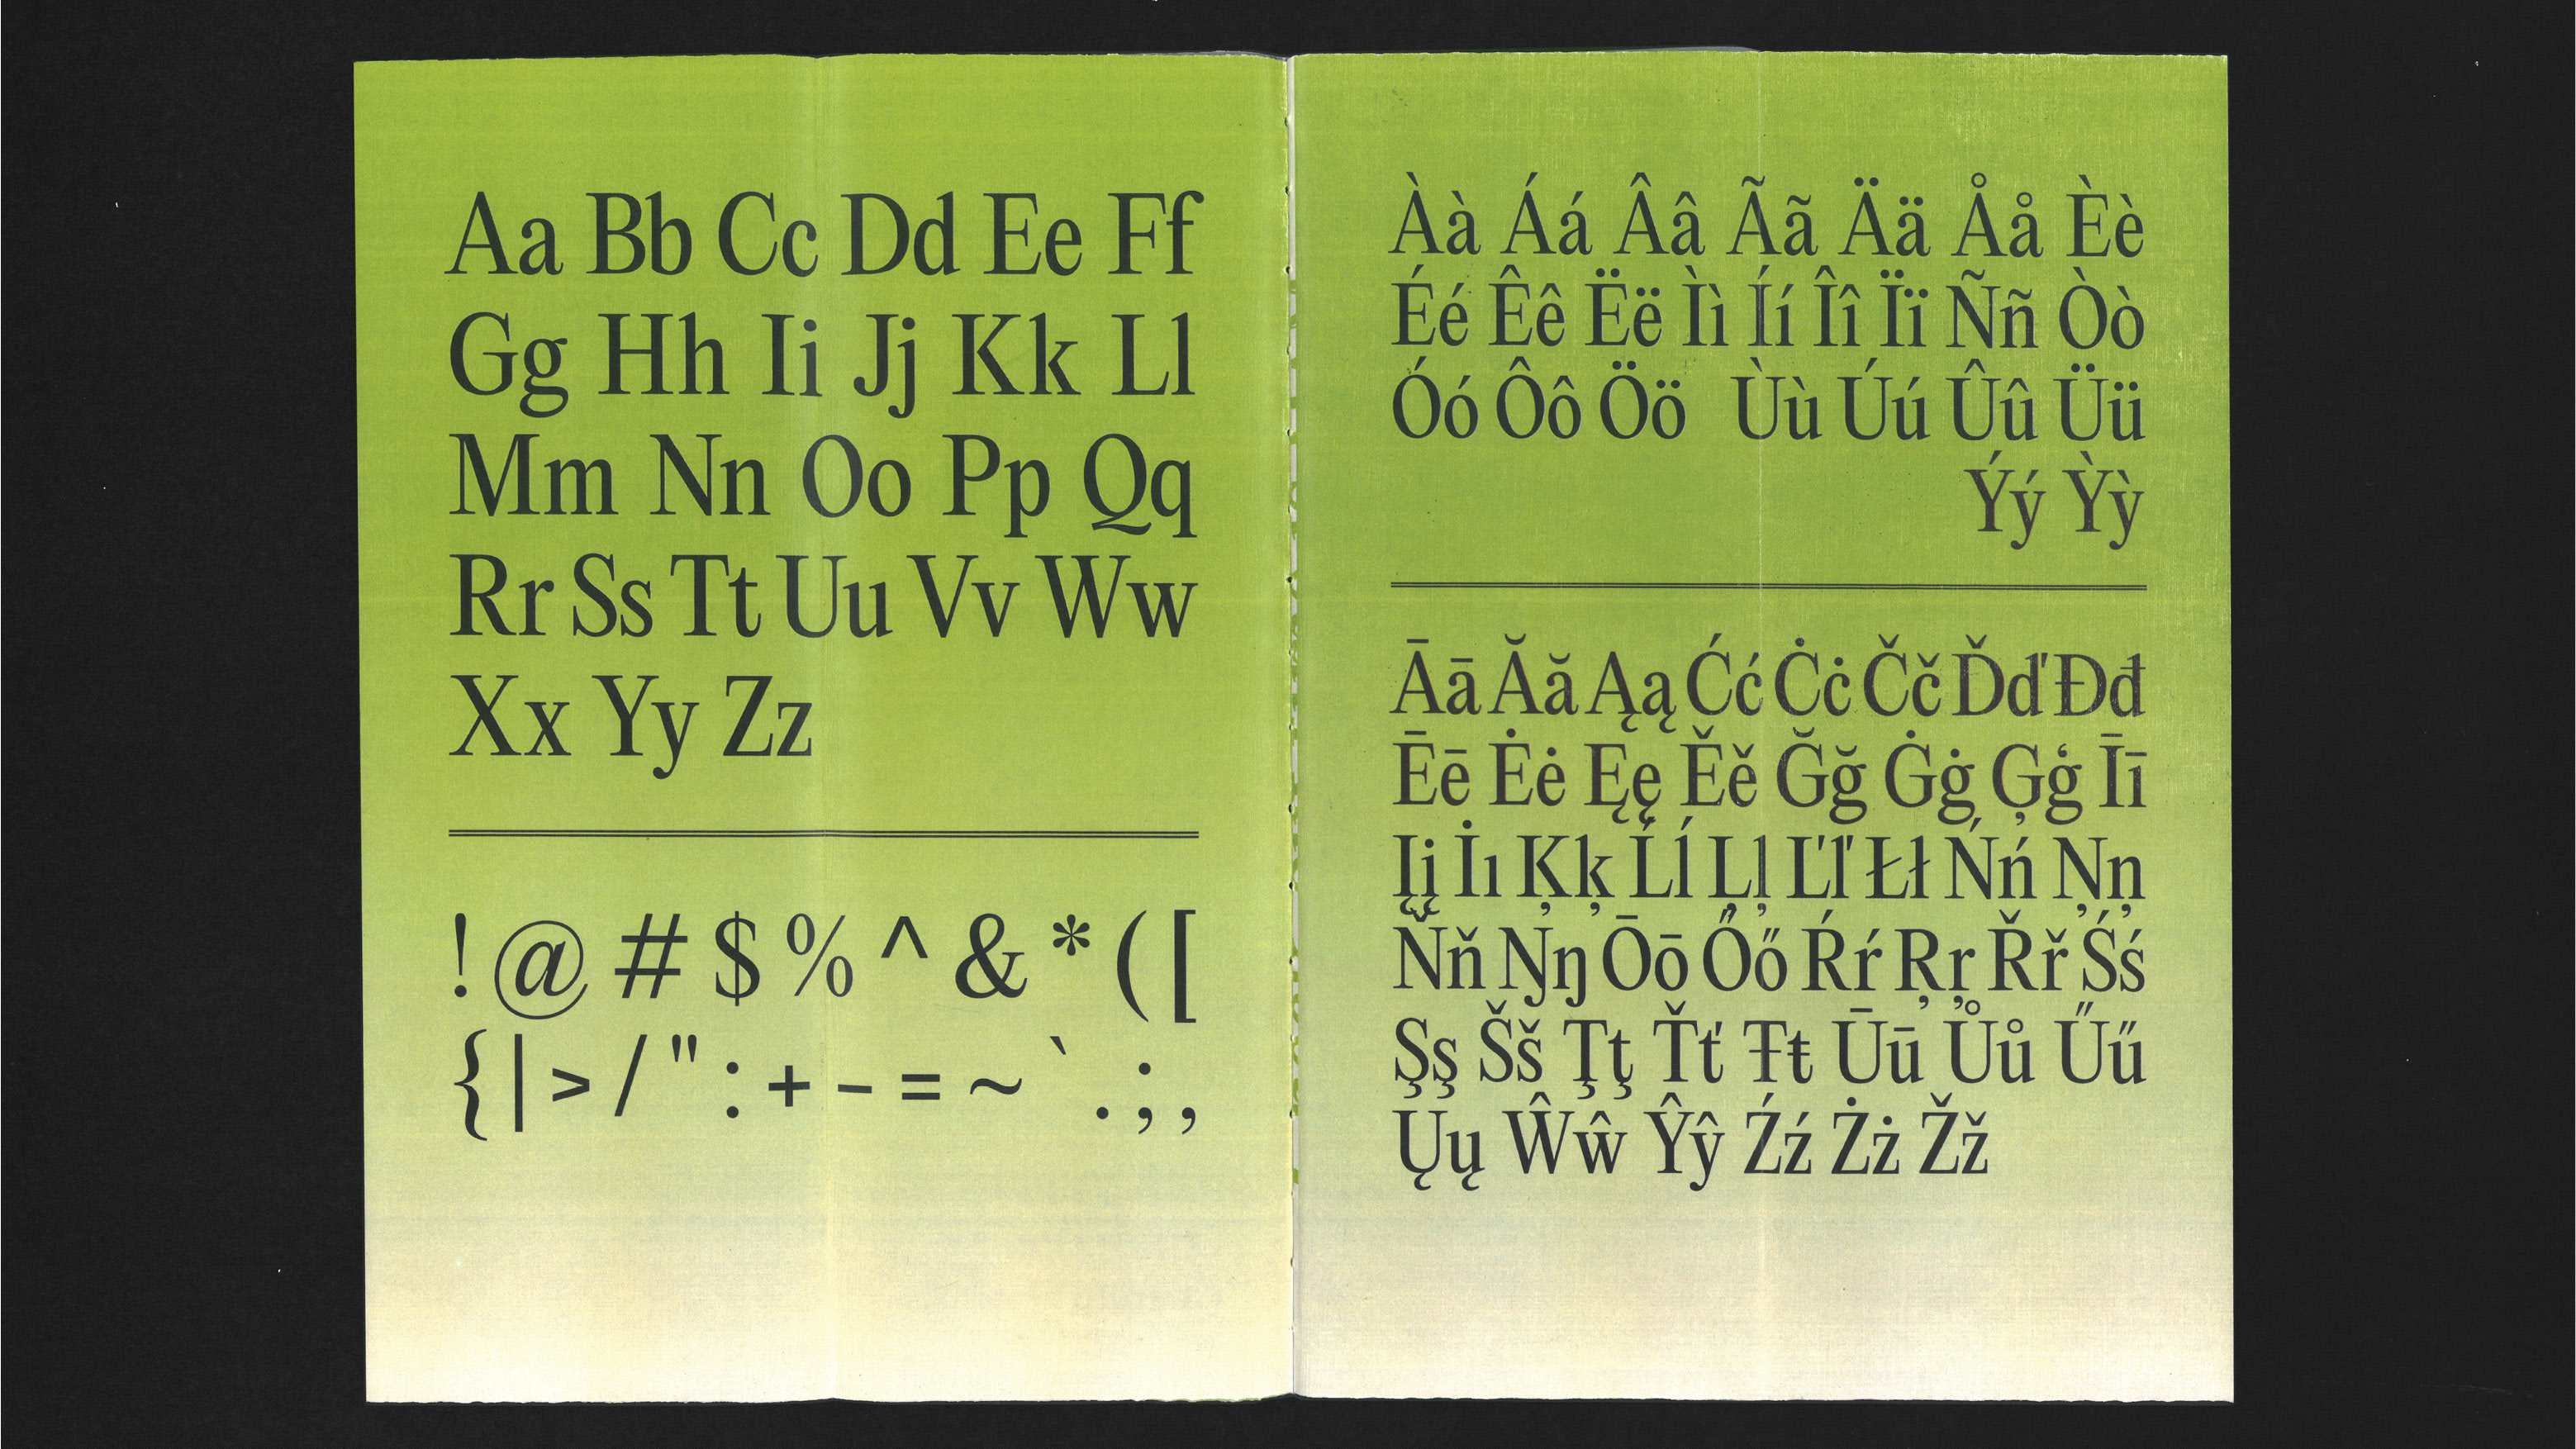 Aa Bb Cc Dd Ee Ff
Gg Hh Ii Jj Kk Ll
Mm Nn Oo Pp Qq
Rr Ss Tt Uu Vv Ww
Xx Yy Zz
! @ # $ % ^ & * ( [
{ | > / " : + – = ~ ` . ; ,
Àà Áá Ââ Ãã Ää Åå Èè
Éé Êê Ëë Ìì Íí Îî Ïï Ññ Òò
Óó Ôô Öö Ùù Úú Ûû Üü
Ýý Ỳỳ
Āā Ăă Ąą Ćć Ċċ Čč Ďď Đđ
Ēē Ėė Ęę Ěě Ğğ Ġġ Ģģ Īī
Įį İı Ķķ Ĺĺ Ļļ Ľľ Łł Ńń Ņņ
Ňň Ŋŋ Ōō Őő Ŕŕ Ŗŗ Řř Śś
Şş Šš Ţţ Ťť Ŧŧ Ūū Ůů Űű
Ųų Ŵŵ Ŷŷ Źź Żż Žž